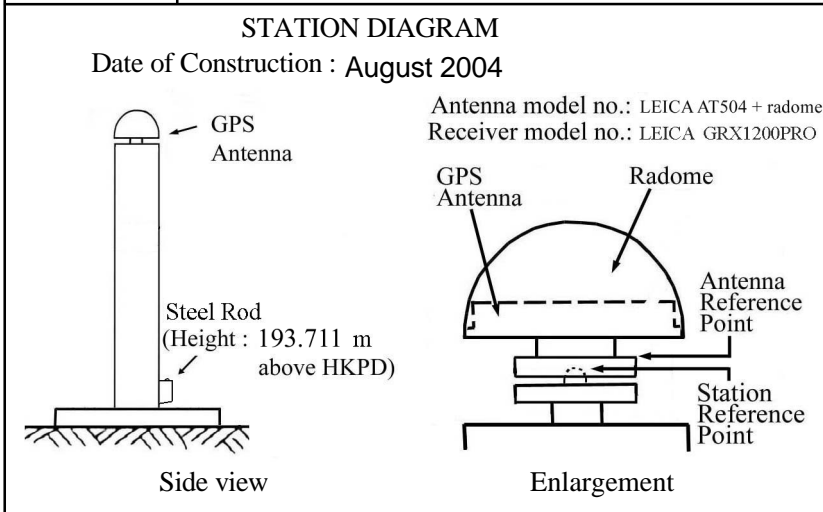 STATION DIAGRAM
Date of Construction : August 2004
GPS
Antenna
Steel Rod
(Height : 193.711 m
above HKPD)
Side view
Antenna model no.: LEICA AT504 + radome
Receiver model no.: LEICA GRX1200PRO
GPS
Antenna
Radome
Antenna
Reference
Point
Station
Reference
Point
Enlargement